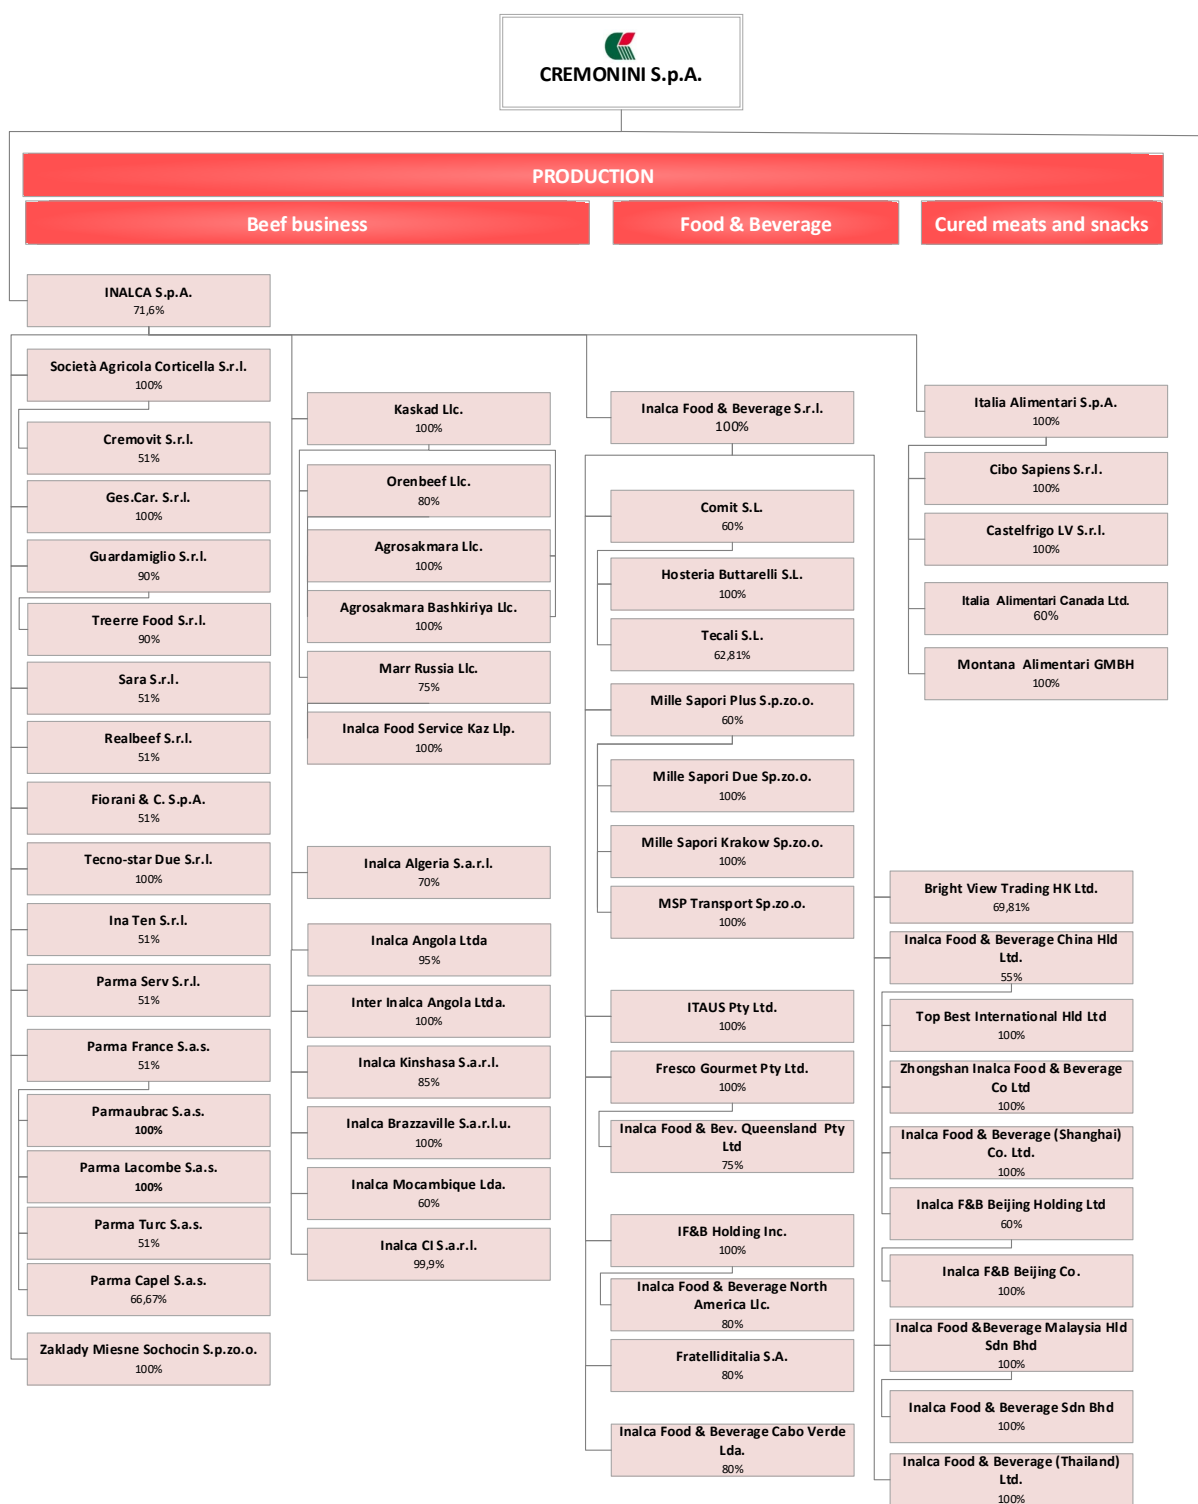 CREMONINI S.p.A.
PRODUCTION
Beef business
Food & Beverage
Cured meats and snacks
INALCA S.p.A.
71,6%
Società Agricola Corticella S.r.l.
100%
Cremovit S.r.l.
51%
Ges.Car. S.r.l.
100%
Guardamiglio S.r.l.
90%
Treerre Food S.r.l.
90%
Sara S.r.l.
51%
Realbeef S.r.l.
51%
Fiorani & C. S.p.A.
51%
Tecno-star Due S.r.l.
100%
Ina Ten S.r.l.
51%
Parma Serv S.r.l.
51%
Parma France S.a.s.
51%
Parmaubrac S.a.s.
100%
Parma Lacombe S.a.s.
100%
Parma Turc S.a.s.
51%
Parma Capel S.a.s.
66,67%
Zaklady Miesne Sochocin S.p.zo.o.
100%
Kaskad Llc.
100%
Orenbeef Llc.
80%
Agrosakmara Llc.
100%
Agrosakmara Bashkiriya Llc.
100%
Marr Russia Llc.
75%
Inalca Food Service Kaz Llp.
100%
Inalca Algeria S.a.r.l.
70%
Inalca Angola Ltda
95%
Inter Inalca Angola Ltda.
100%
Inalca Kinshasa S.a.r.l.
85%
Inalca Brazzaville S.a.r.l.u.
100%
Inalca Mocambique Lda.
60%
Inalca CI S.a.r.l.
99,9%
Inalca Food & Beverage S.r.l.
100%
Comit S.L.
60%
Hosteria Buttarelli S.L.
100%
Tecali S.L.
62,81%
Mille Sapori Plus S.p.zo.o.
60%
Mille Sapori Due Sp.zo.o.
100%
Mille Sapori Krakow Sp.zo.o.
100%
MSP Transport Sp.zo.o.
100%
ITAUS Pty Ltd.
100%
Fresco Gourmet Pty Ltd.
100%
Inalca Food & Bev. Queensland Pty
Ltd
75%
IF&B Holding Inc.
100%
Inalca Food & Beverage North
America Llc.
80%
Fratelliditalia S.A.
80%
Inalca Food & Beverage Cabo Verde
Lda.
80%
Italia Alimentari S.p.A.
100%
Cibo Sapiens S.r.l.
100%
Castelfrigo LV S.r.l.
100%
Italia Alimentari Canada Ltd.
60%
Montana Alimentari GMBH
100%
Bright View Trading HK Ltd.
69,81%
Inalca Food & Beverage China Hld
Ltd.
55%
Top Best International Hld Ltd
100%
Zhongshan Inalca Food & Beverage
Co Ltd
100%
Inalca Food & Beverage (Shanghai)
Co. Ltd.
100%
Inalca F&B Beijing Holding Ltd
60%
Inalca F&B Beijing Co.
100%
Inalca Food &Beverage Malaysia Hld
Sdn Bhd
100%
Inalca Food & Beverage Sdn Bhd
100%
Inalca Food & Beverage (Thailand)
Ltd.
100%